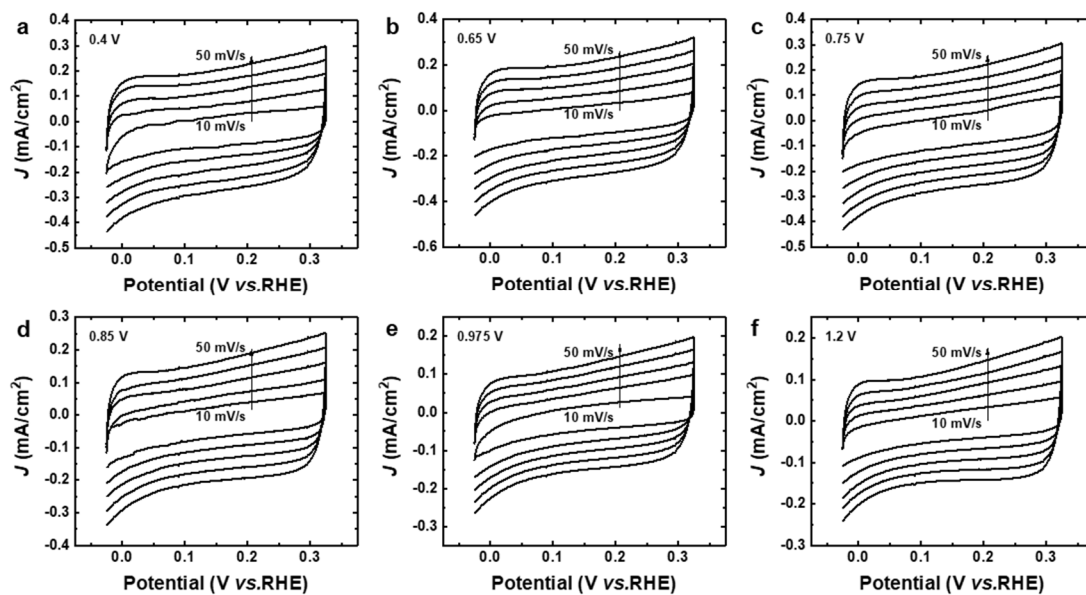 a
0.4 V
50 mV/s
10 mV/s
0.4
0.3
0.2
0.1
0.0
-0.1
-0.2
-0.3
-0.4
-0.5
J (mA/cm²)
0.0 0.1 0.2 0.3
Potential (V vs.RHE)
b
0.65 V
50 mV/s
10 mV/s
0.4
0.2
0.0
-0.2
-0.4
-0.6
J (mA/cm²)
0.0 0.1 0.2 0.3
Potential (V vs.RHE)
c
0.75 V
50 mV/s
10 mV/s
0.4
0.3
0.2
0.1
0.0
-0.1
-0.2
-0.3
-0.4
-0.5
J (mA/cm²)
0.0 0.1 0.2 0.3
Potential (V vs.RHE)
d
0.85 V
50 mV/s
10 mV/s
0.3
0.2
0.1
0.0
-0.1
-0.2
-0.3
-0.4
J (mA/cm²)
0.0 0.1 0.2 0.3
Potential (V vs.RHE)
e
0.975 V
50 mV/s
10 mV/s
0.2
0.1
0.0
-0.1
-0.2
-0.3
J (mA/cm²)
0.0 0.1 0.2 0.3
Potential (V vs.RHE)
f
1.2 V
50 mV/s
10 mV/s
0.2
0.1
0.0
-0.1
-0.2
-0.3
J (mA/cm²)
0.0 0.1 0.2 0.3
Potential (V vs.RHE)